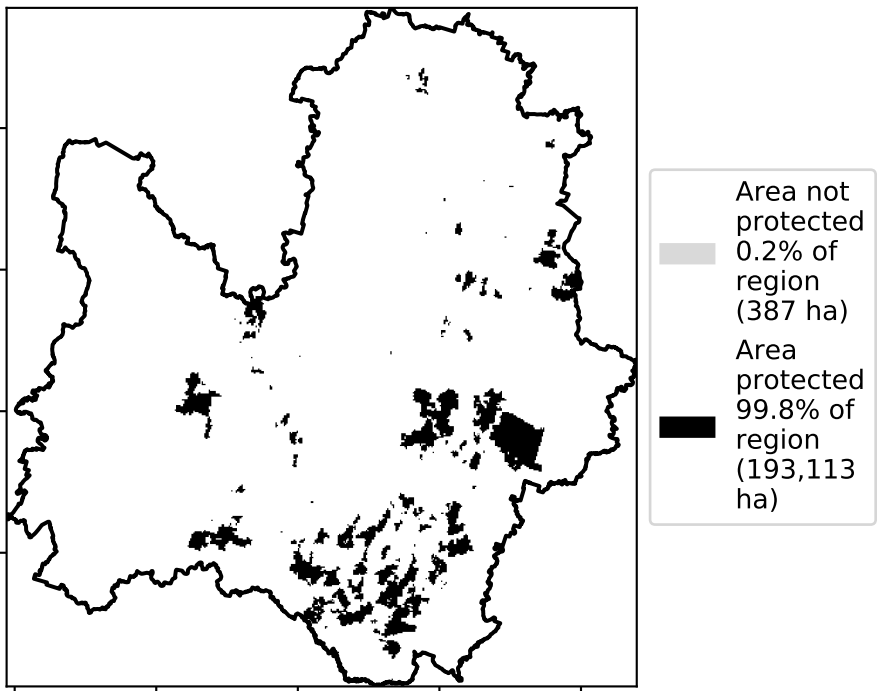 Area not
protected
0.2% of
region
(387 ha)
Area
protected
99.8% of
region
(193,113
ha)